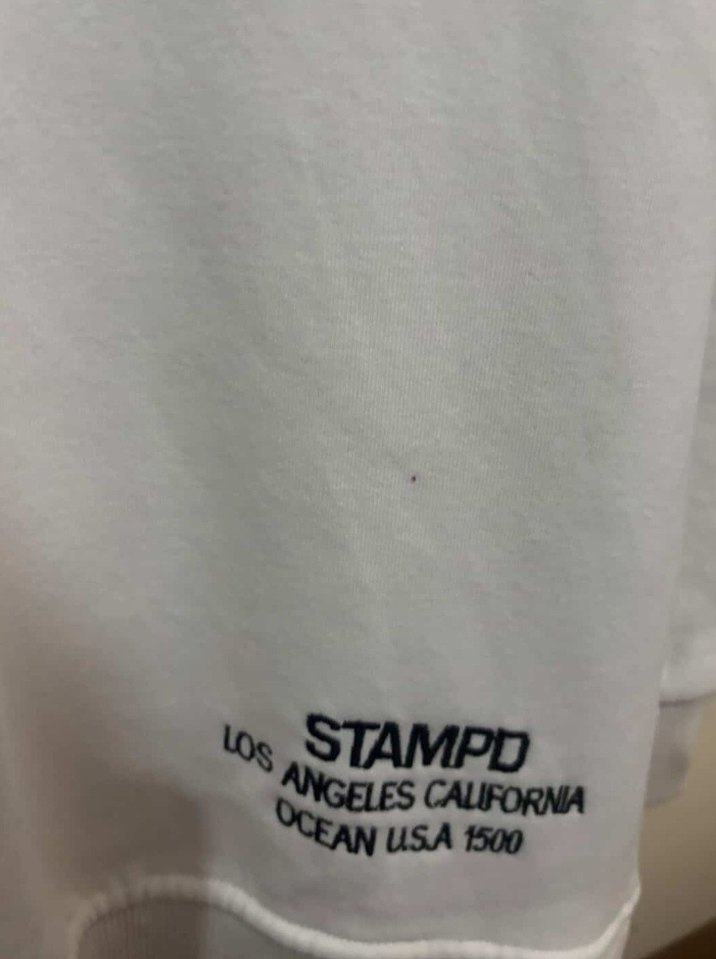 STAMPD
LOS ANGELES CALIFORNIA
OCEAN U.S.A 1500